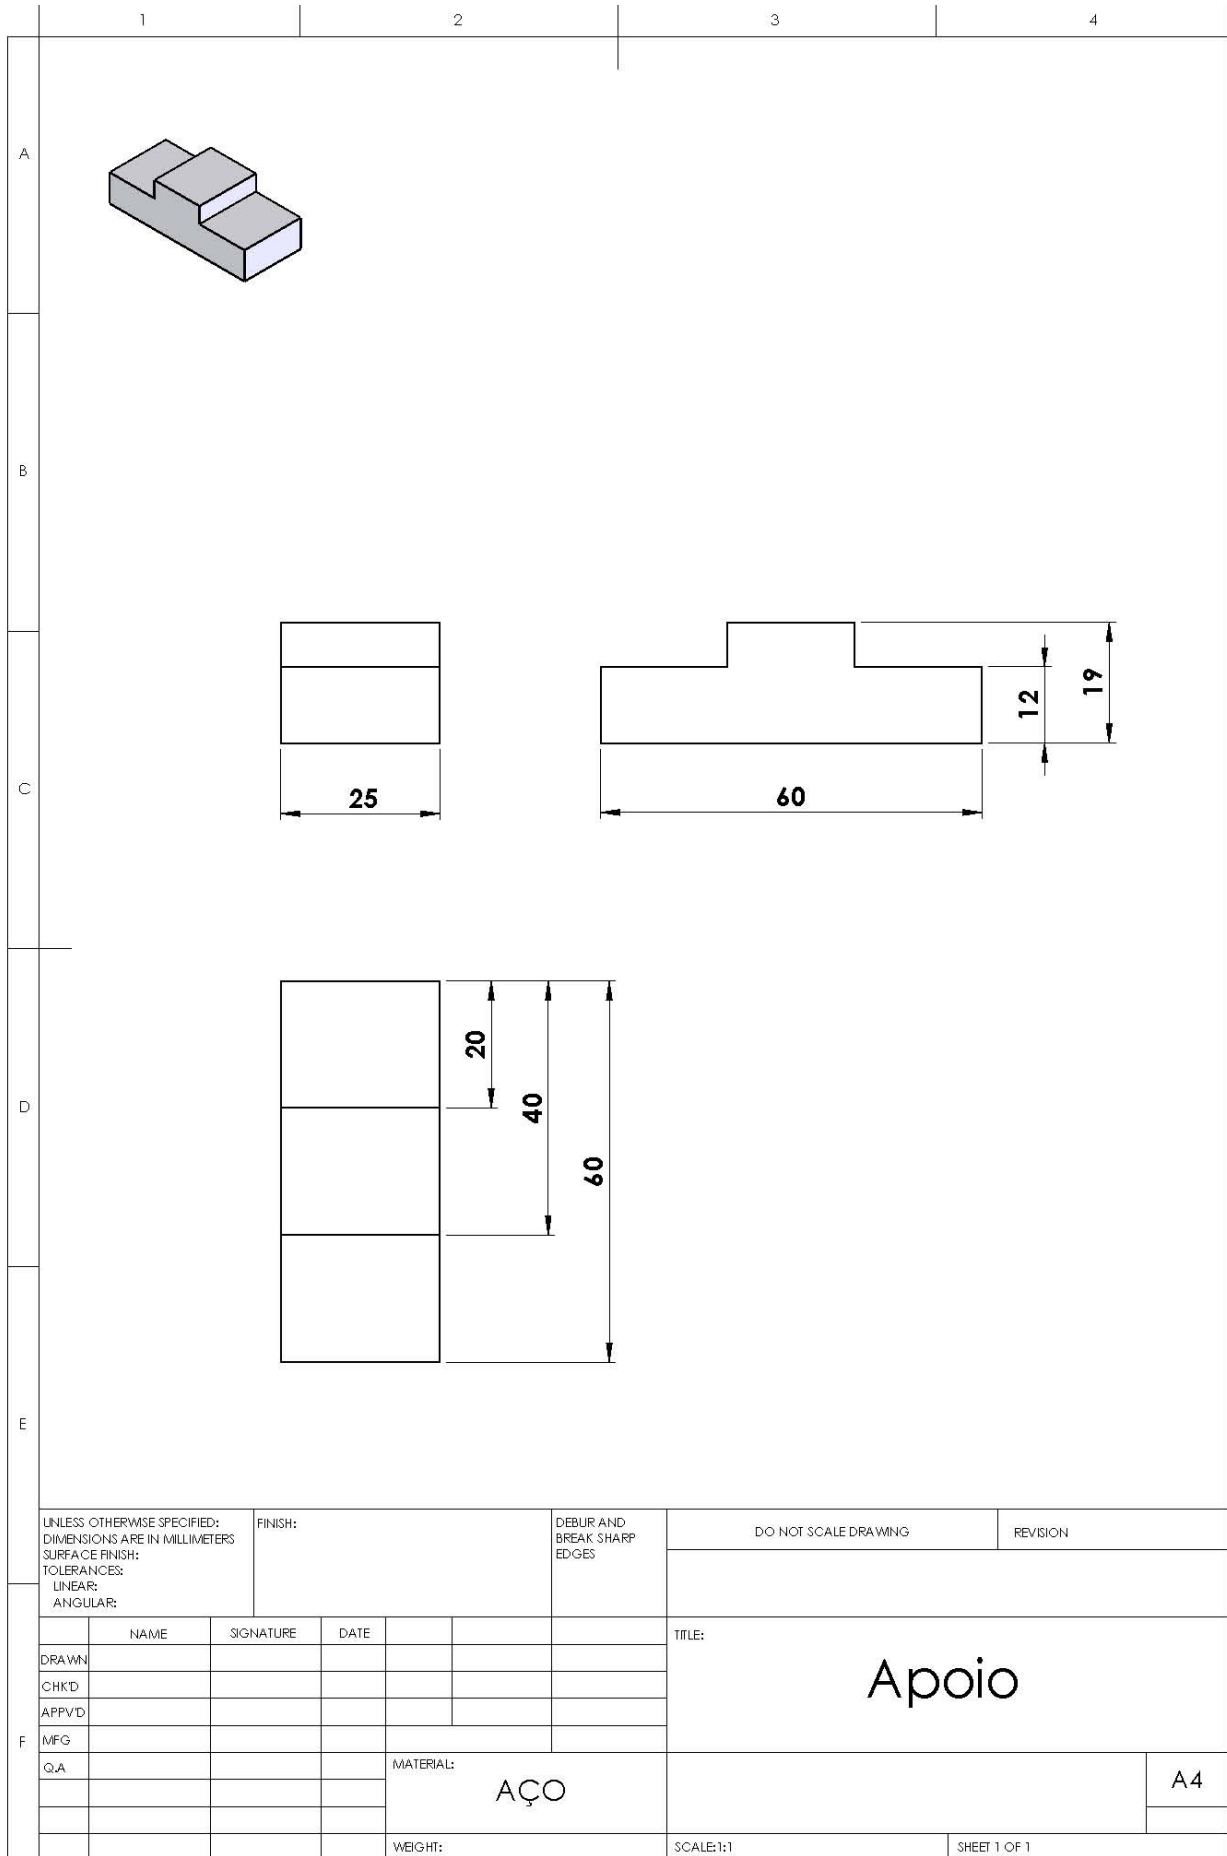 1 2 3 4
A
B
C
D
E
F
25
60
12
19
20
40
60
UNLESS OTHERWISE SPECIFIED:
DIMENSIONS ARE IN MILLIMETERS
SURFACE FINISH:
TOLERANCES:
LINEAR:
ANGULAR:
FINISH:
DEBUR AND
BREAK SHARP
EDGES
DO NOT SCALE DRAWING
REVISION
NAME SIGNATURE DATE
DRAWN
CHK'D
APPV'D
MFG
Q.A
TITLE:
Apoio
MATERIAL:
AÇO
A4
WEIGHT:
SCALE:1:1
SHEET 1 OF 1